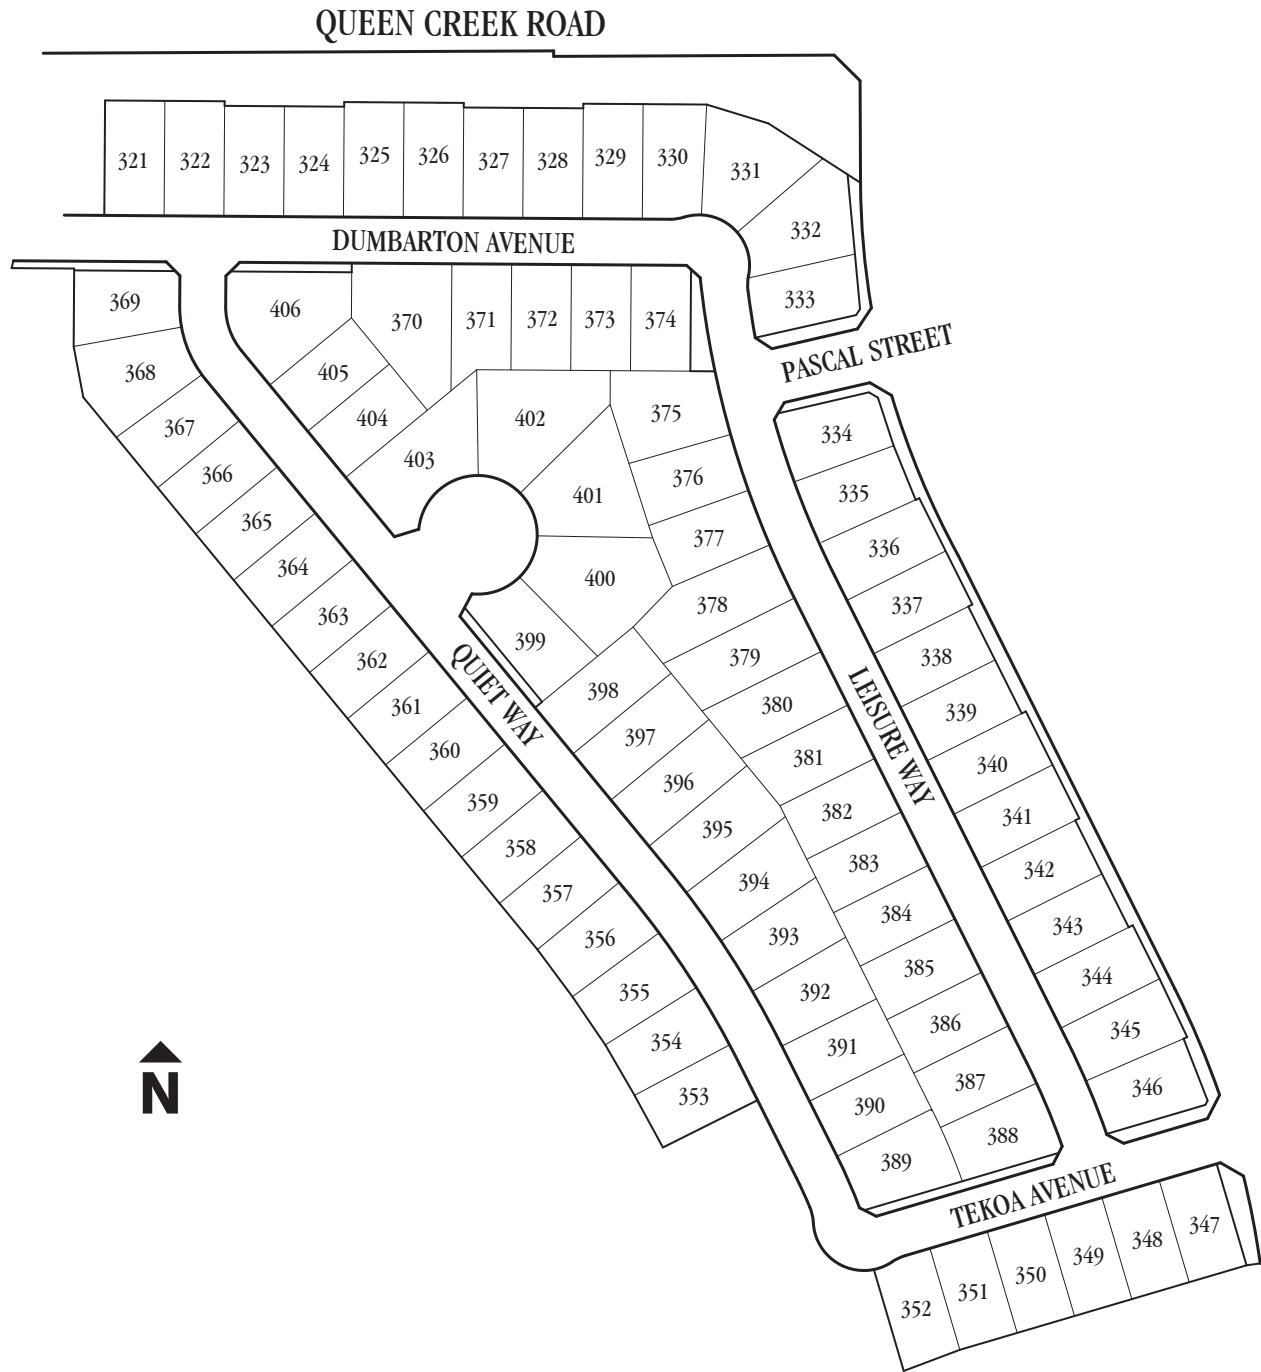 QUEEN CREEK ROAD
321 322 323 324 325 326 327 328 329 330 331
332
DUMBARTON AVENUE
333
369 406 370 371 372 373 374
PASCAL STREET
368 405
367 404 402 375 334
366 403 401 376 335
365 377 336
364 400 378 337
363 399 379 338
362 398 380 339
QUIET WAY
LEISURE WAY
361 397 381 340
360 396 382 341
359 395 383 342
358 394 384 343
357 393 385 344
356 392 386 345
355 391 387 346
354 390 388
353 389
N
TEKOA AVENUE
352 351 350 349 348 347